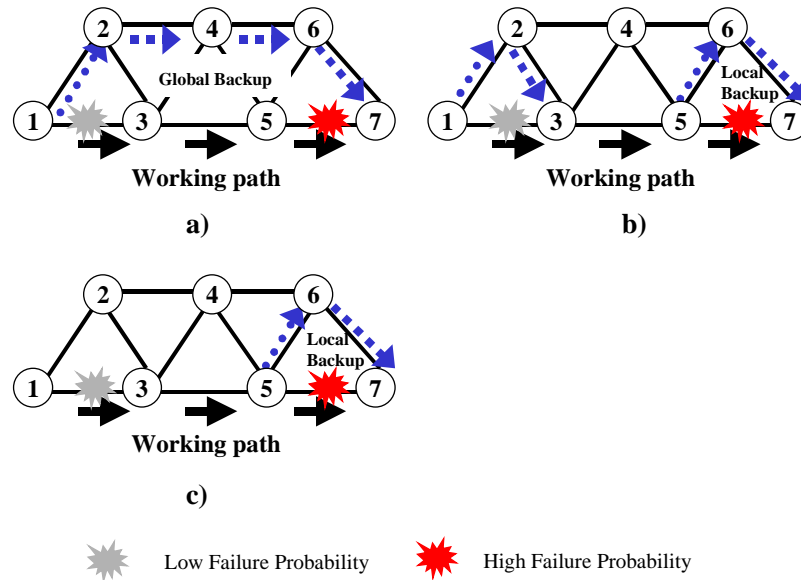 2 4 6
Global Backup
1 3 5 7
Working path
a)
2 4 6
Local
Backup
1 3 5 7
Working path
b)
2 4 6
Local
Backup
1 3 5 7
Working path
c)
Low Failure Probability
High Failure Probability